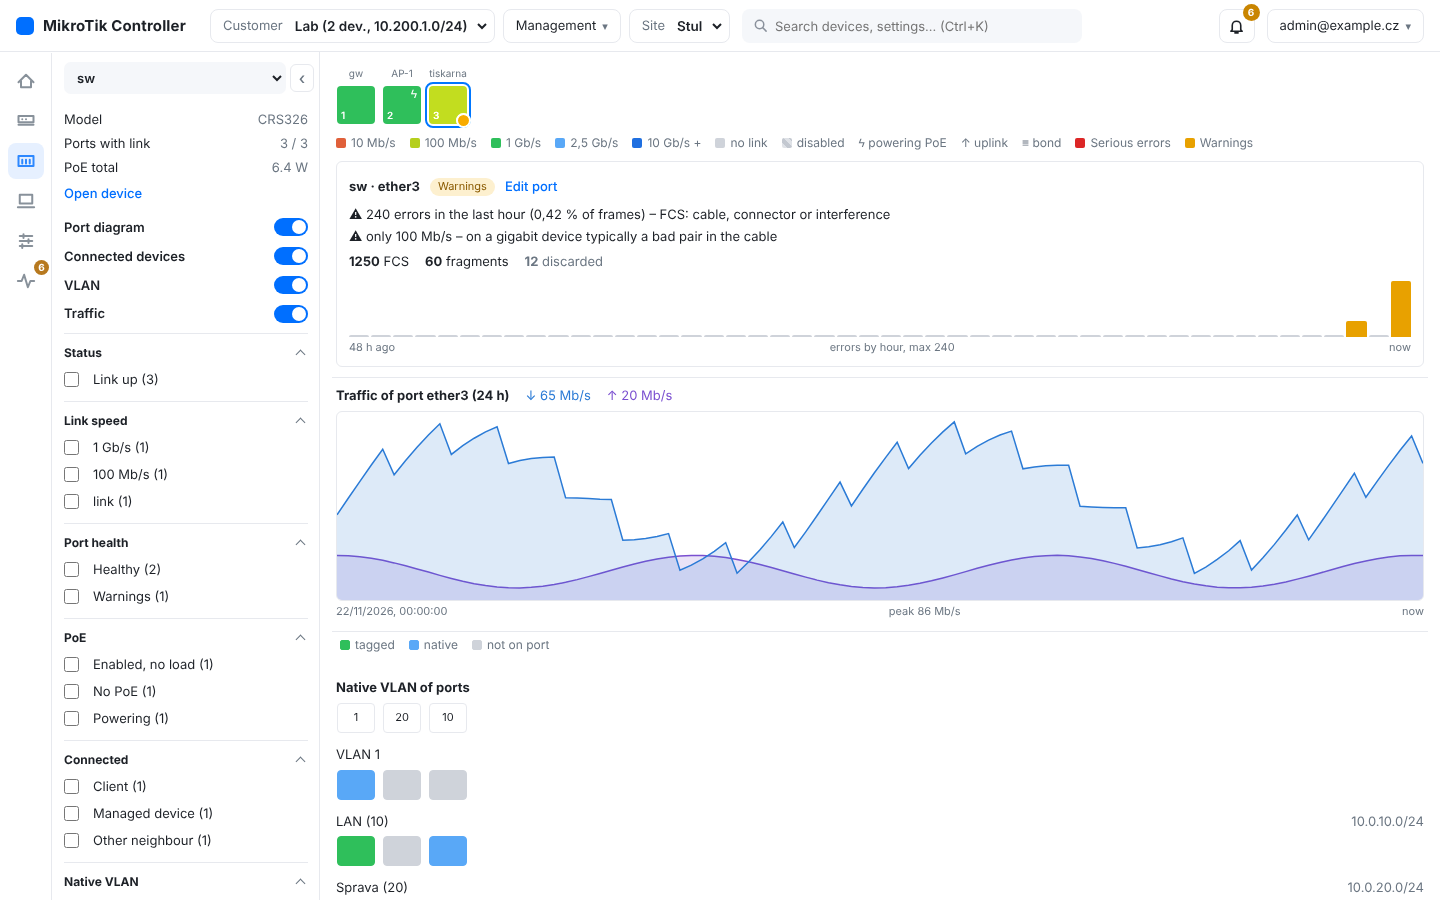 MikroTik Controller
Customer Lab (2 dev., 10.200.1.0/24)
Management
Site Stul
Search devices, settings... (Ctrl+K)
6
admin@example.cz
sw
Model CRS326
Ports with link 3 / 3
PoE total 6.4 W
Open device
Port diagram
Connected devices
VLAN
Traffic
6
Status
Link up (3)
Link speed
1 Gb/s (1)
100 Mb/s (1)
link (1)
Port health
Healthy (2)
Warnings (1)
PoE
Enabled, no load (1)
No PoE (1)
Powering (1)
Connected
Client (1)
Managed device (1)
Other neighbour (1)
Native VLAN
gw AP-1 tiskarna
1 2 3
10 Mb/s 100 Mb/s 1 Gb/s 2,5 Gb/s 10 Gb/s + no link disabled ϟ powering PoE ↑ uplink ≡ bond Serious errors Warnings
sw · ether3 Warnings Edit port
⚠ 240 errors in the last hour (0,42 % of frames) – FCS: cable, connector or interference
⚠ only 100 Mb/s – on a gigabit device typically a bad pair in the cable
1250 FCS 60 fragments 12 discarded
48 h ago errors by hour, max 240 now
Traffic of port ether3 (24 h) ↓ 65 Mb/s ↑ 20 Mb/s
22/11/2026, 00:00:00 peak 86 Mb/s now
tagged native not on port
Native VLAN of ports
1 20 10
VLAN 1
LAN (10) 10.0.10.0/24
Sprava (20) 10.0.20.0/24